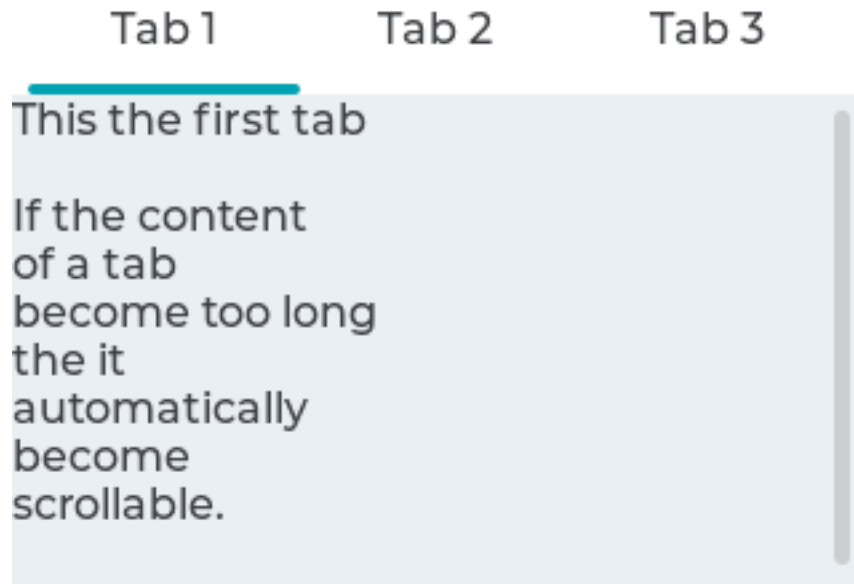 Tab 1 Tab 2 Tab 3
This the first tab
If the content
of a tab
become too long
the it
automatically
become
scrollable.